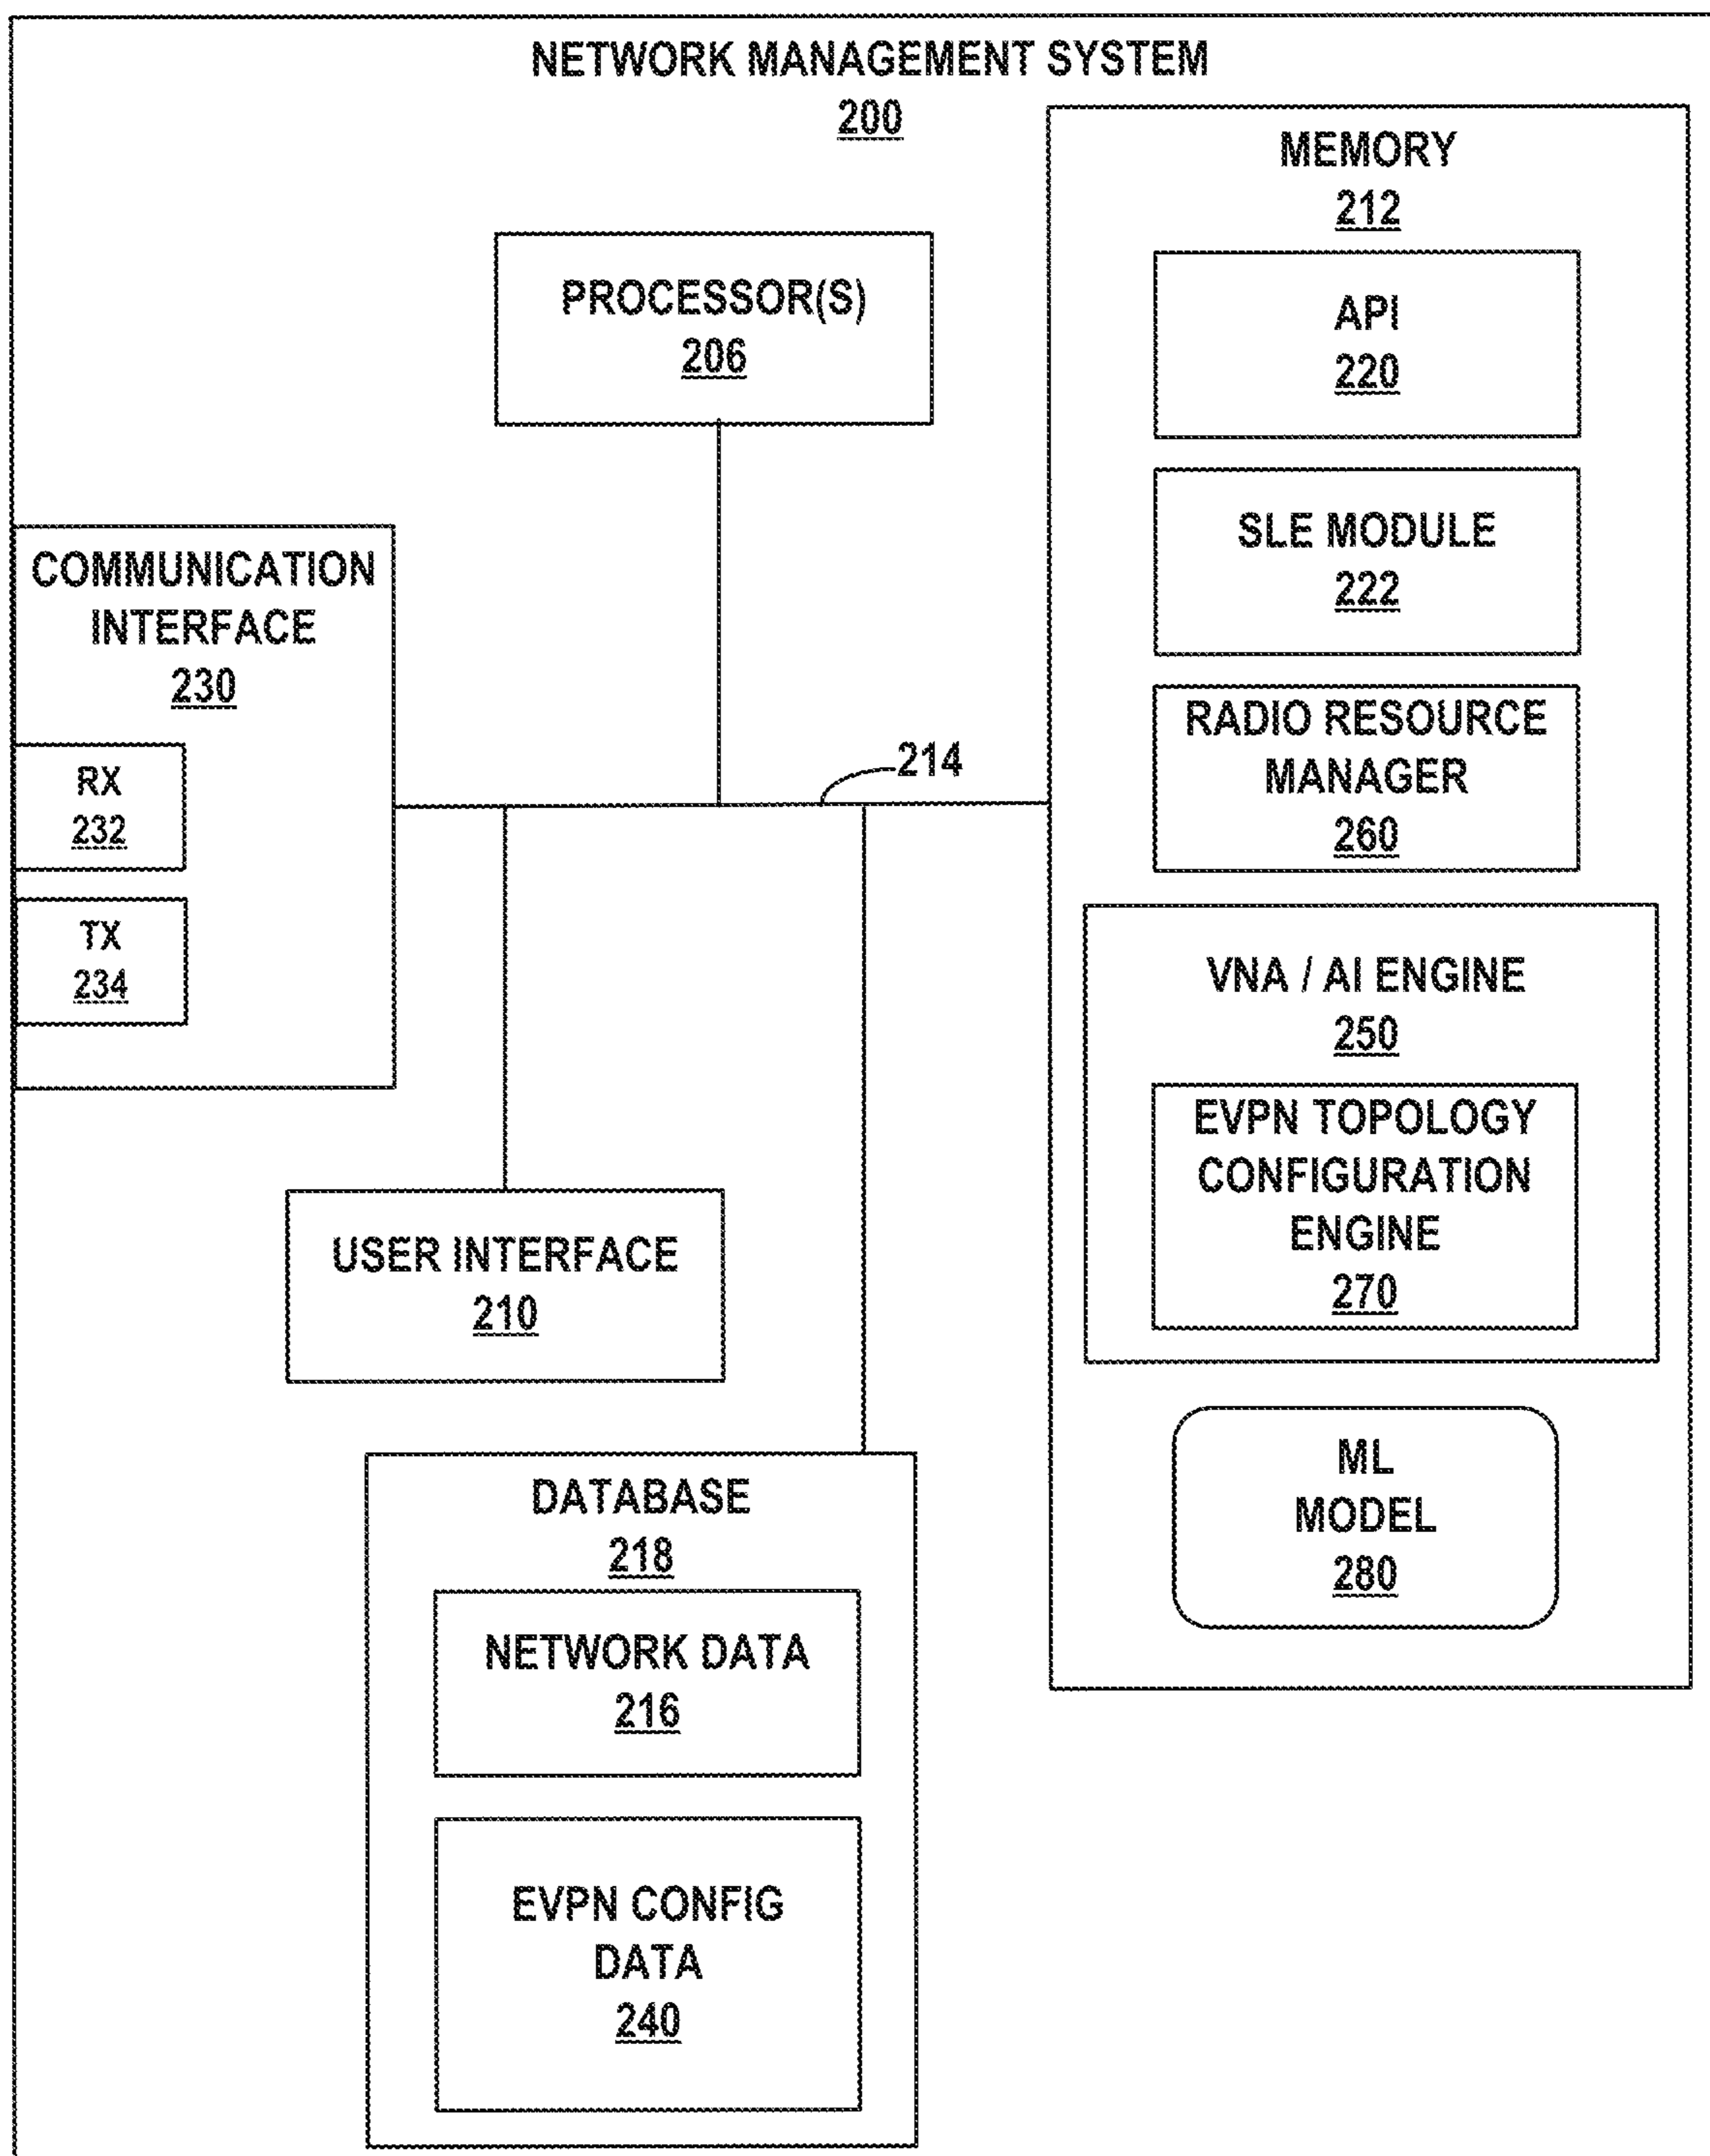 NETWORK MANAGEMENT SYSTEM
200
PROCESSOR(S)
206
COMMUNICATION
INTERFACE
230
RX
232
TX
234
214
USER INTERFACE
210
DATABASE
218
NETWORK DATA
216
EVPN CONFIG
DATA
240
MEMORY
212
API
220
SLE MODULE
222
RADIO RESOURCE
MANAGER
260
VNA / AI ENGINE
250
EVPN TOPOLOGY
CONFIGURATION
ENGINE
270
ML
MODEL
280